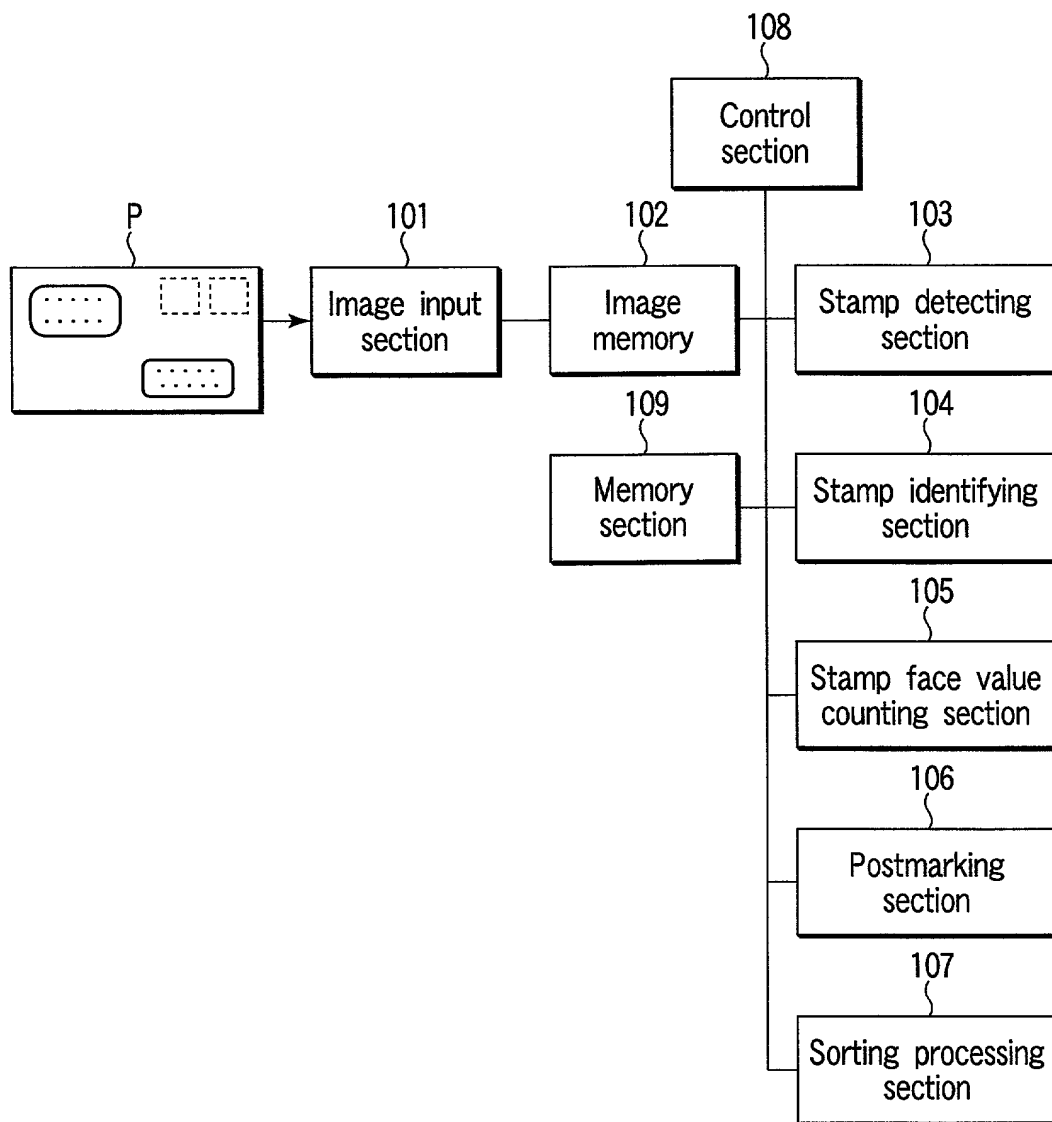 108
Control
section
P
101
102
103
Image input
section
Image
memory
Stamp detecting
section
109
104
Memory
section
Stamp identifying
section
105
Stamp face value
counting section
106
Postmarking
section
107
Sorting processing
section